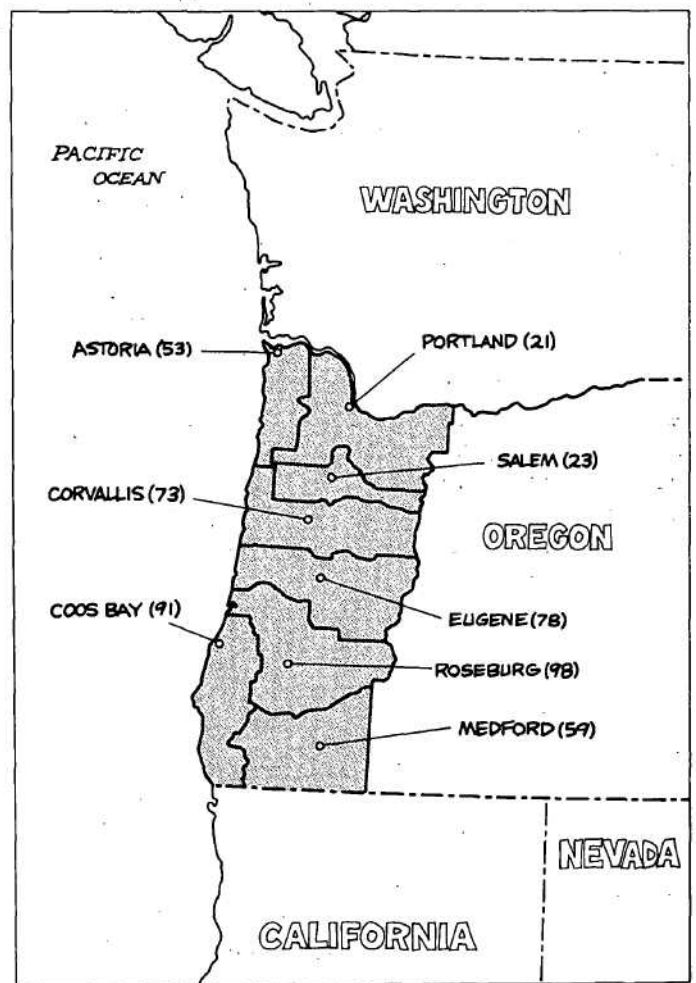 PACIFIC
OCEAN
WASHINGTON
ASTORIA (53)
PORTLAND (21)
SALEM (23)
CORVALLIS (73)
OREGON
COOS BAY (91)
EUGENE (78)
ROSEBURG (98)
MEDFORD (59)
NEVADA
CALIFORNIA